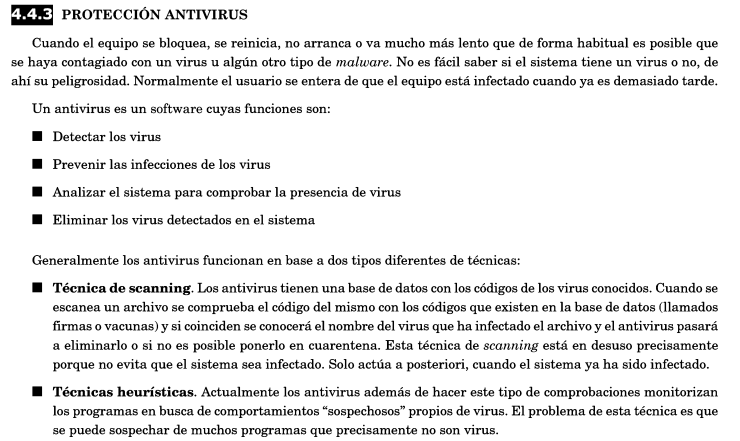 4.4.3 PROTECCIÓN ANTIVIRUS
Cuando el equipo se bloquea, se reinicia, no arranca o va mucho más lento que de forma habitual es posible que
se haya contagiado con un virus u algún otro tipo de malware. No es fácil saber si el sistema tiene un virus o no, de
ahí su peligrosidad. Normalmente el usuario se entera de que el equipo está infectado cuando ya es demasiado tarde.
Un antivirus es un software cuyas funciones son:
■ Detectar los virus
■ Prevenir las infecciones de los virus
■ Analizar el sistema para comprobar la presencia de virus
■ Eliminar los virus detectados en el sistema
Generalmente los antivirus funcionan en base a dos tipos diferentes de técnicas:
■ Técnica de scanning. Los antivirus tienen una base de datos con los códigos de los virus conocidos. Cuando se
escanea un archivo se comprueba el código del mismo con los códigos que existen en la base de datos (llamados
firmas o vacunas) y si coinciden se conocerá el nombre del virus que ha infectado el archivo y el antivirus pasará
a eliminarlo o si no es posible ponerlo en cuarentena. Esta técnica de scanning está en desuso precisamente
porque no evita que el sistema sea infectado. Solo actúa a posteriori, cuando el sistema ya ha sido infectado.
■ Técnicas heurísticas. Actualmente los antivirus además de hacer este tipo de comprobaciones monitorizan
los programas en busca de comportamientos “sospechosos” propios de virus. El problema de esta técnica es que
se puede sospechar de muchos programas que precisamente no son virus.